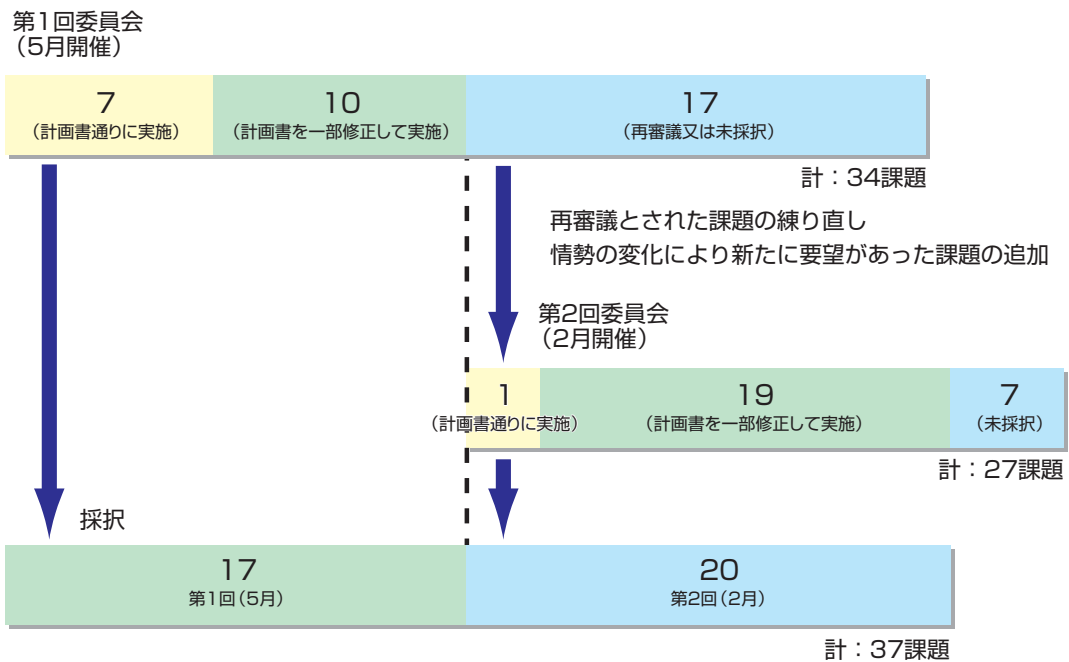 第1回委員会
（5月開催）
7
（計画書通りに実施）
10
（計画書を一部修正して実施）
17
（再審議又は未採択）
計：34課題
再審議とされた課題の練り直し
情勢の変化により新たに要望があった課題の追加
第2回委員会
（2月開催）
1
（計画書通りに実施）
19
（計画書を一部修正して実施）
7
（未採択）
計：27課題
採択
17
第1回（5月）
20
第2回（2月）
計：37課題